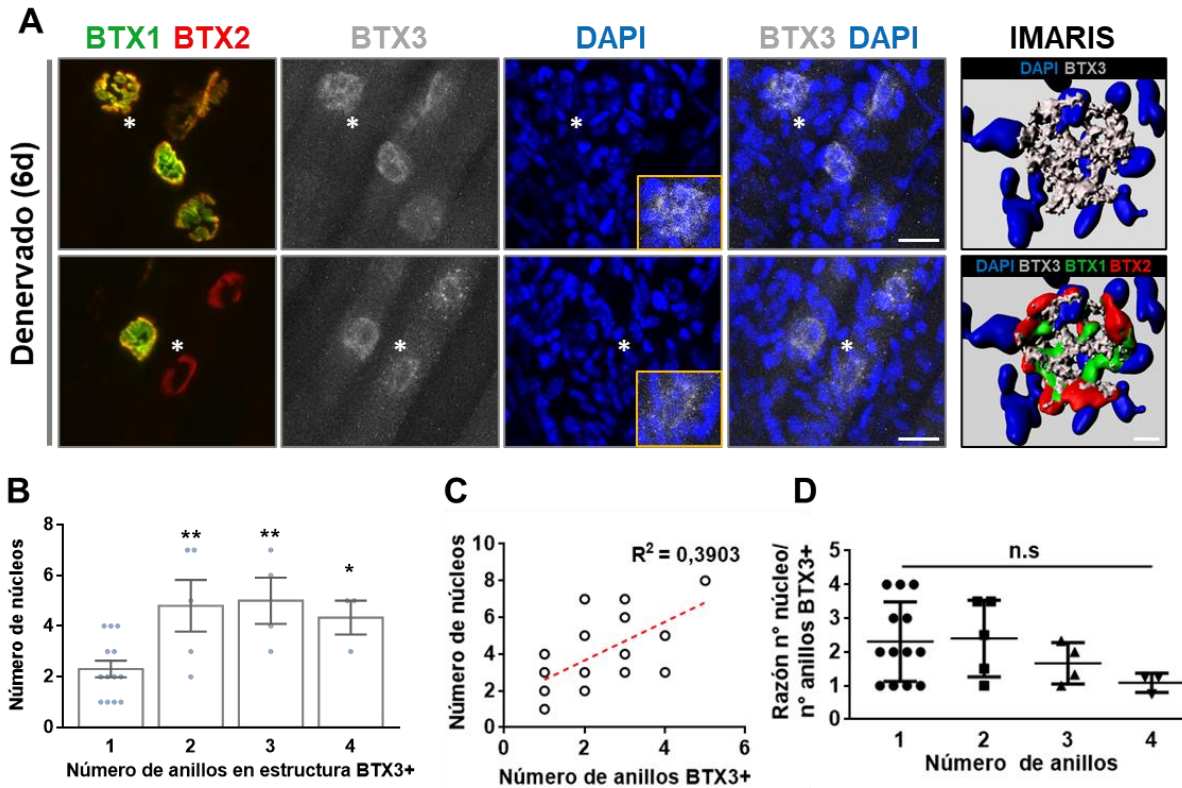 A
BTX1 BTX2
BTX3
DAPI
BTX3 DAPI
IMARIS
Denervado (6d)
*
*
*
*
DAPI BTX3
*
*
*
*
DAPI BTX3 BTX1 BTX2
B
Número de núcleos
8
6
4
2
0
**
**
*
1 2 3 4
Número de anillos en estructura BTX3+
C
Número de núcleos
10
8
6
4
2
0
R² = 0,3903
0 2 4 6
Número de anillos BTX3+
D
Razón n° núcleo/
n° anillos BTX3+
5
4
3
2
1
0
n.s
1 2 3 4
Número de anillos